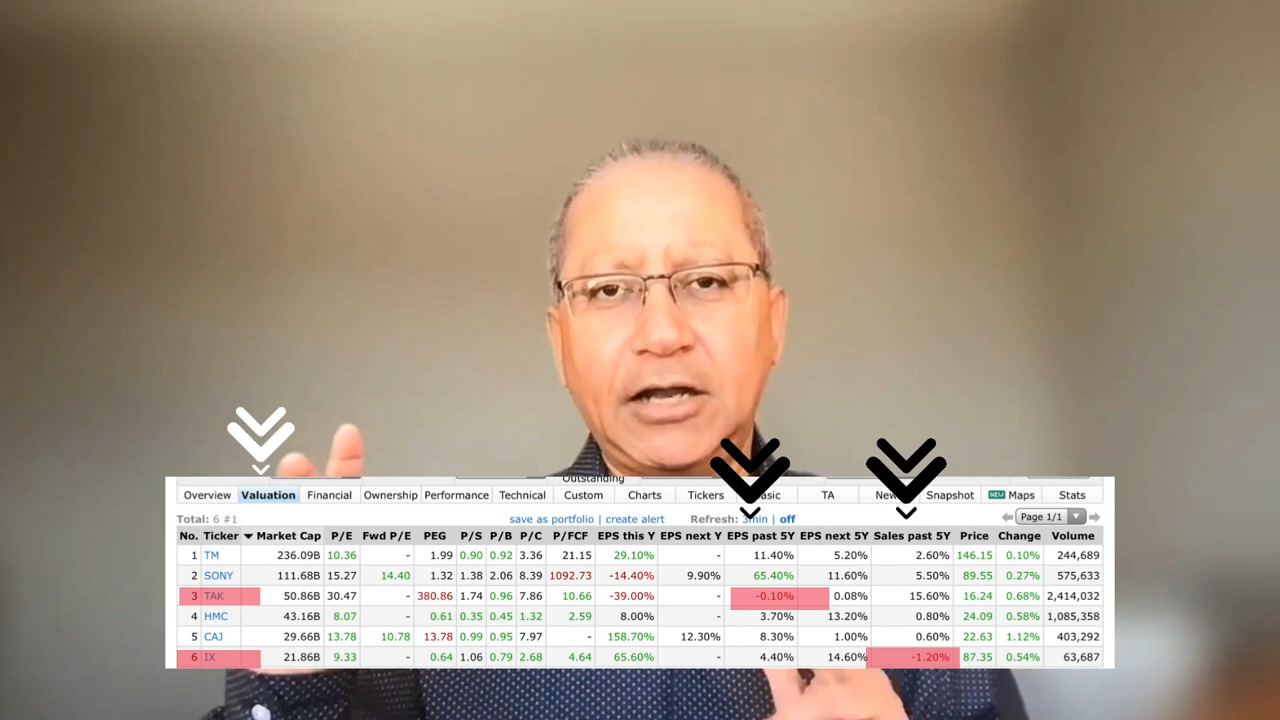 Outstanding
Overview Valuation Financial Ownership Performance Technical Custom Charts Tickers TA Snapshot NEW Maps Stats
Total: 6 #1 save as portfolio | create alert Refresh: 3min | off Page 1/1
No. Ticker Market Cap P/E Fwd P/E PEG P/S P/B P/C P/FCF EPS this Y EPS next Y EPS past 5Y EPS next 5Y Sales past 5Y Price Change Volume
1 TM 236.09B 10.36 - 1.99 0.90 0.92 3.36 21.15 29.10% - 11.40% 5.20% 2.60% 146.15 0.10% 244,689
2 SONY 111.68B 15.27 14.40 1.32 1.38 2.06 8.39 1092.73 -14.40% 9.90% 65.40% 11.60% 5.50% 89.55 0.27% 575,633
3 TAK 50.86B 30.47 - 380.86 1.74 0.96 7.86 10.66 -39.00% - -0.10% 0.08% 15.60% 16.24 0.68% 2,414,032
4 HMC 43.16B 8.07 - 0.61 0.35 0.45 1.32 2.59 8.00% - 3.70% 13.20% 0.80% 24.09 0.58% 1,085,358
5 CAJ 29.66B 13.78 10.78 13.78 0.99 0.95 7.97 - 158.70% 12.30% 8.30% 1.00% 0.60% 22.63 1.12% 403,292
6 IX 21.86B 9.33 - 0.64 1.06 0.79 2.68 4.64 65.60% - 4.40% 14.60% -1.20% 87.35 0.54% 63,687